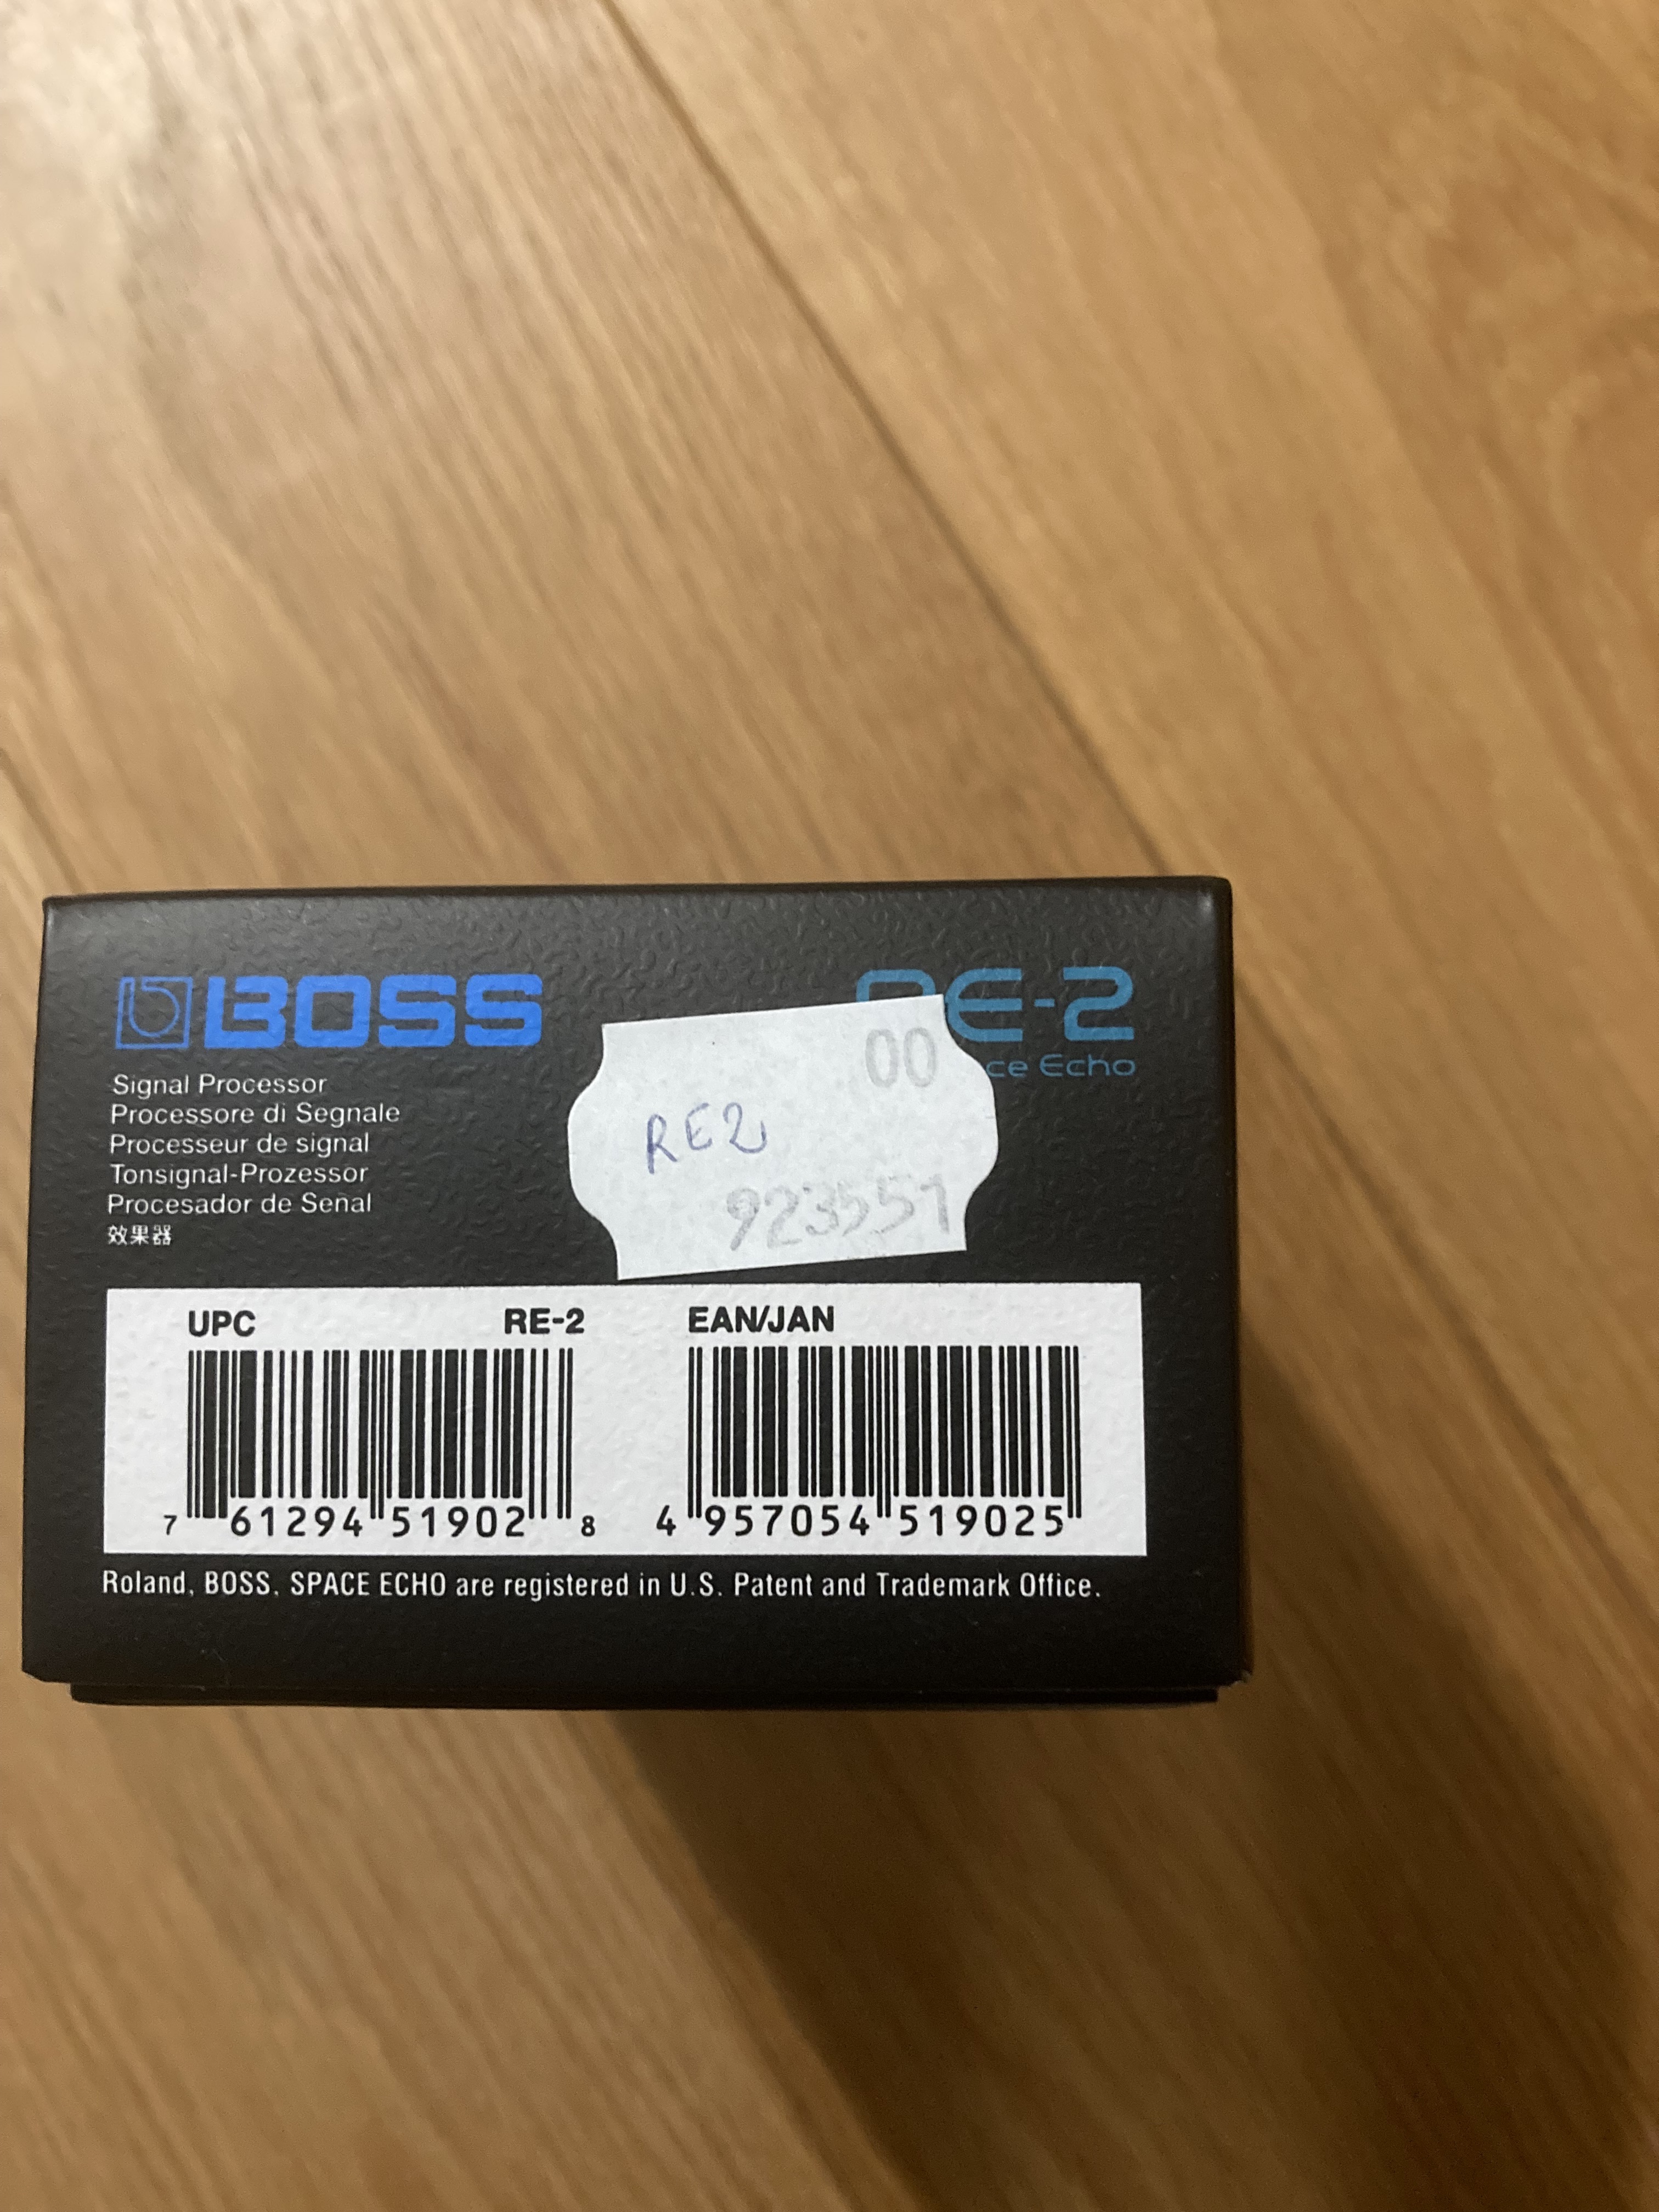 BOSS
RE-2
ce Echo
Signal Processor
Processore di Segnale
Processeur de signal
Tonsignal-Prozessor
Procesador de Senal
效果器
00
RE2
923551
UPC RE-2 EAN/JAN
7 61294 51902 8 4 957054 519025
Roland, BOSS, SPACE ECHO are registered in U.S. Patent and Trademark Office.